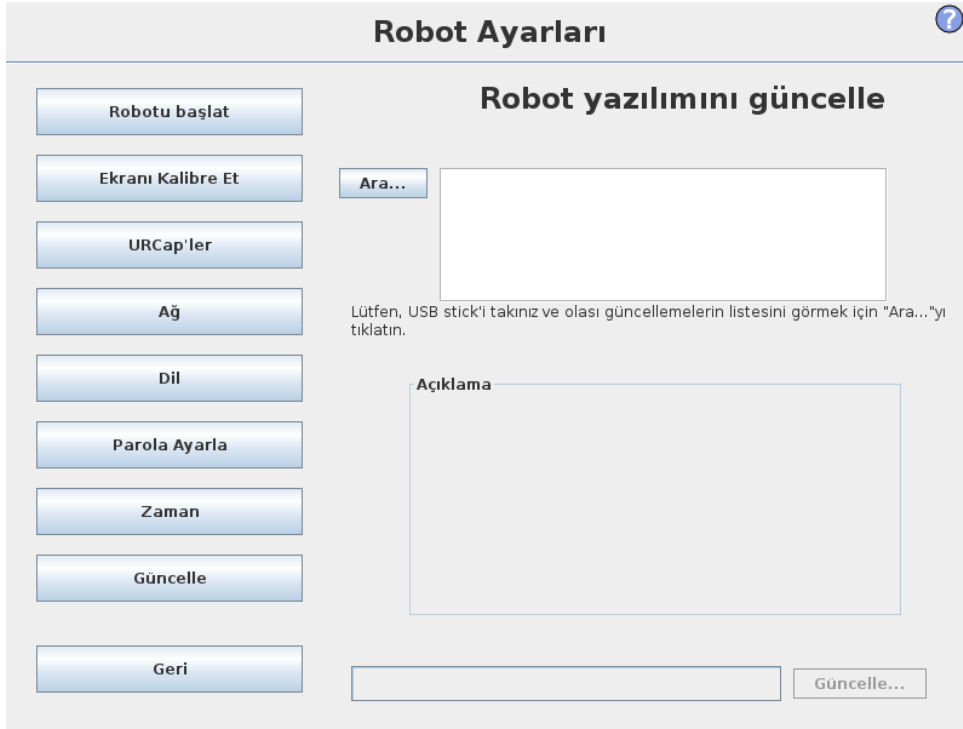 Robot Ayarları
?
Robotu başlat
Ekranı Kalibre Et
URCap'ler
Ağ
Dil
Parola Ayarla
Zaman
Güncelle
Geri
Robot yazılımını güncelle
Ara...
Lütfen, USB stick'i takınız ve olası güncellemelerin listesini görmek için "Ara..."yı
tıklatın.
Açıklama
Güncelle...